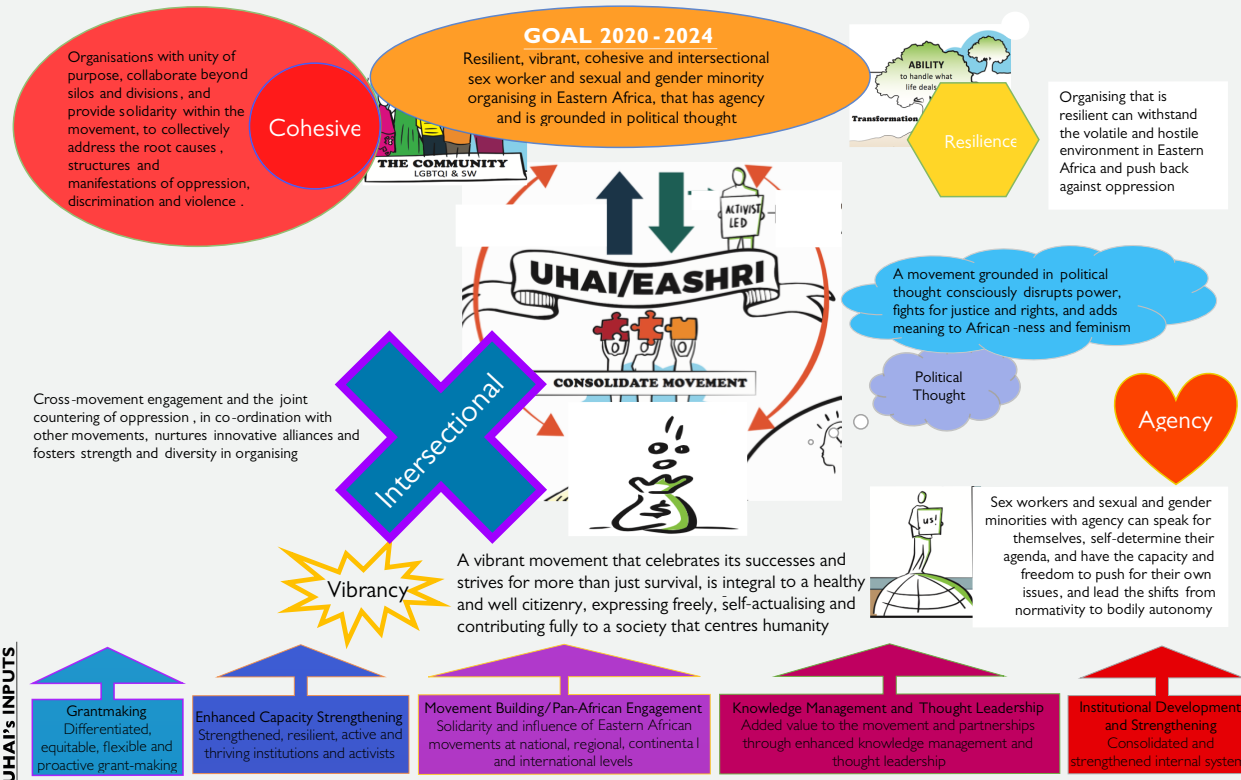 GOAL 2020 - 2024
Resilient, vibrant, cohesive and intersectional
sex worker and sexual and gender minority
organising in Eastern Africa, that has agency
and is grounded in political thought
Organisations with unity of
purpose, collaborate beyond
silos and divisions, and
provide solidarity within the
movement, to collectively
address the root causes ,
structures and
manifestations of oppression,
discrimination and violence .
Cohesive
THE COMMUNITY
LGBTQI & SW
ABILITY
to handle what
life deals
Transformation
Resilience
Organising that is
resilient can withstand
the volatile and hostile
environment in Eastern
Africa and push back
against oppression
ACTIVIST
LED
UHAI/EASHRI
CONSOLIDATE MOVEMENT
A movement grounded in political
thought consciously disrupts power,
fights for justice and rights, and adds
meaning to African -ness and feminism
Political
Thought
Agency
Cross-movement engagement and the joint
countering of oppression , in co-ordination with
other movements, nurtures innovative alliances and
fosters strength and diversity in organising
Intersectional
us!
Sex workers and sexual and gender
minorities with agency can speak for
themselves, self-determine their
agenda, and have the capacity and
freedom to push for their own
issues, and lead the shifts from
normativity to bodily autonomy
Vibrancy
A vibrant movement that celebrates its successes and
strives for more than just survival, is integral to a healthy
and well citizenry, expressing freely, self-actualising and
contributing fully to a society that centres humanity
UHAI's INPUTS
Grantmaking
Differentiated,
equitable, flexible and
proactive grant-making
Enhanced Capacity Strengthening
Strengthened, resilient, active and
thriving institutions and activists
Movement Building/Pan-African Engagement
Solidarity and influence of Eastern African
movements at national, regional, continental
and international levels
Knowledge Management and Thought Leadership
Added value to the movement and partnerships
through enhanced knowledge management and
thought leadership
Institutional Development
and Strengthening
Consolidated and
strengthened internal system